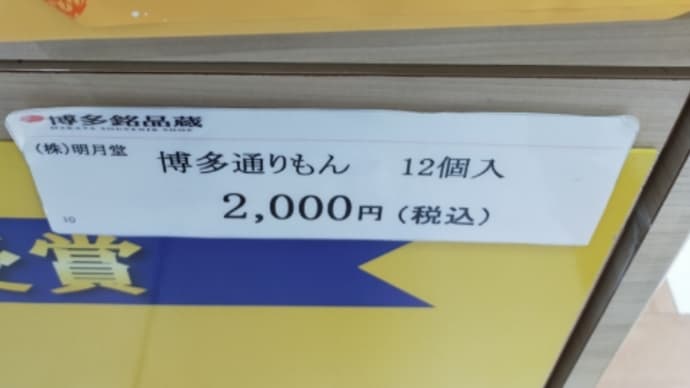 博多銘品蔵
HAKATA SOUVENIR SHOP
(株)明月堂
博多通りもん 12個入
2,000円(税込)
10
受賞